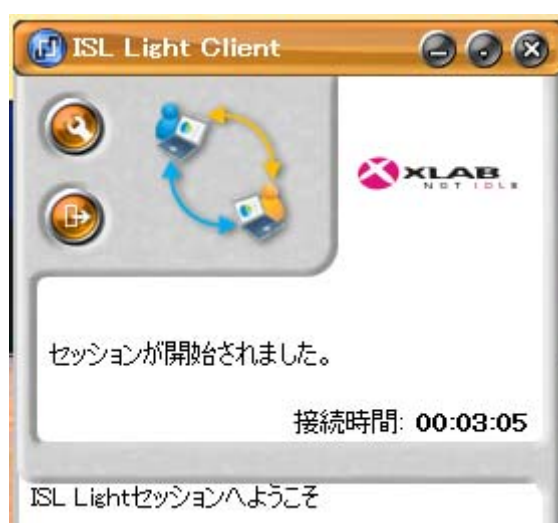 ISL Light Client
XLAB
NOT IDLE
セッションが開始されました。
接続時間: 00:03:05
ISL Lightセッションへようこそ